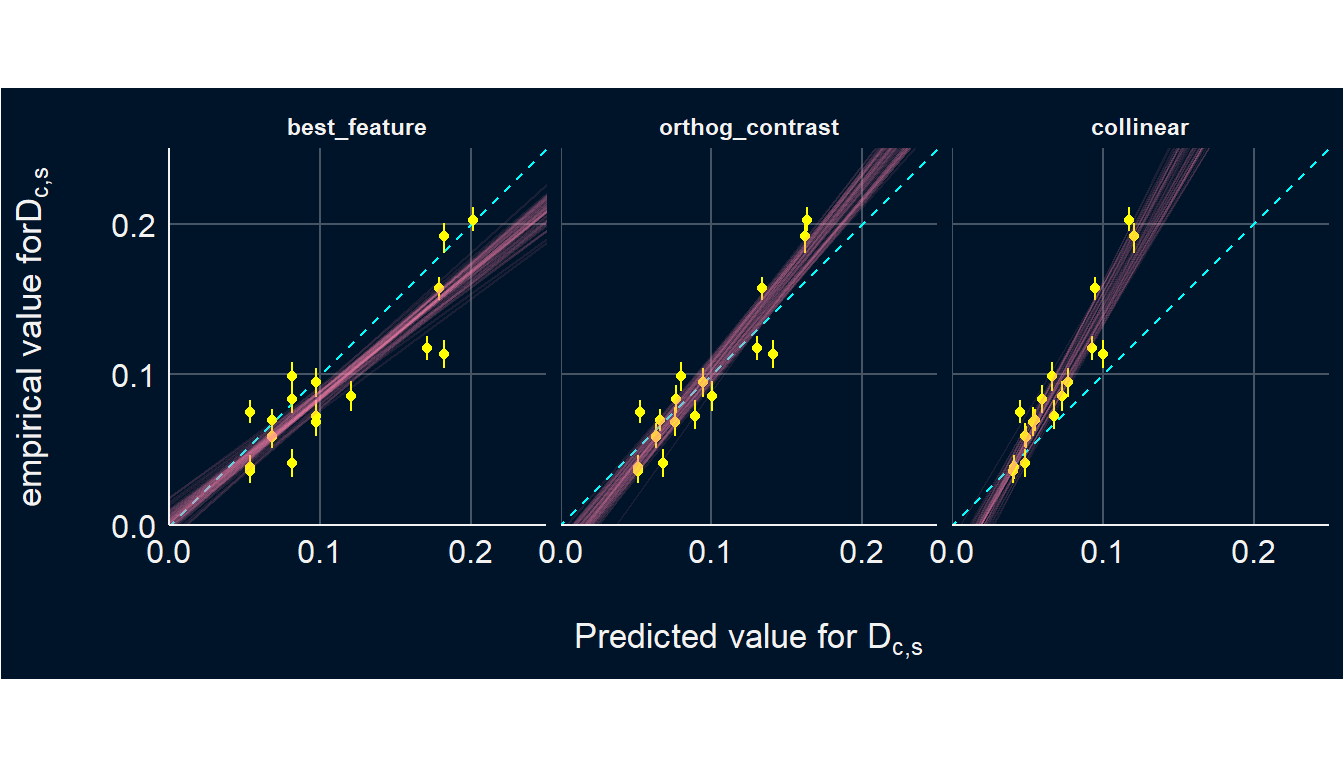 best_feature
orthog_contrast
collinear
empirical value forDc,s
0.2
0.1
0.0
0.0 0.1 0.2
0.0 0.1 0.2
0.0 0.1 0.2
Predicted value for Dc,s